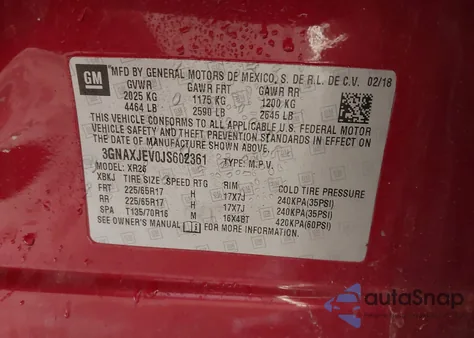 GM MFD BY GENERAL MOTORS DE MEXICO, S. DE R.L. DE C.V. 02/18
GVWR GAWR FRT GAWR RR
2025 KG 1175 KG 1200 KG
4464 LB 2590 LB 2645 LB
THIS VEHICLE CONFORMS TO ALL APPLICABLE U.S. FEDERAL MOTOR
VEHICLE SAFETY, BUMPER, AND THEFT PREVENTION STANDARDS IN EFFECT ON
THE DATE OF MANUFACTURE SHOWN ABOVE.
3GNAXJEV0JS602361 TYPE: M.P.V.
MODEL: XR26
XBKJ TIRE SIZE SPEED RTG RIM COLD TIRE PRESSURE
FRT 225/65R17 H 17X7J 240KPA(35PSI)
RR 225/65R17 H 17X7J 240KPA(35PSI)
SPA T135/70R16 M 16X4BT 420KPA(60PSI)
SEE OWNER'S MANUAL FOR MORE INFORMATION.
autoSnap